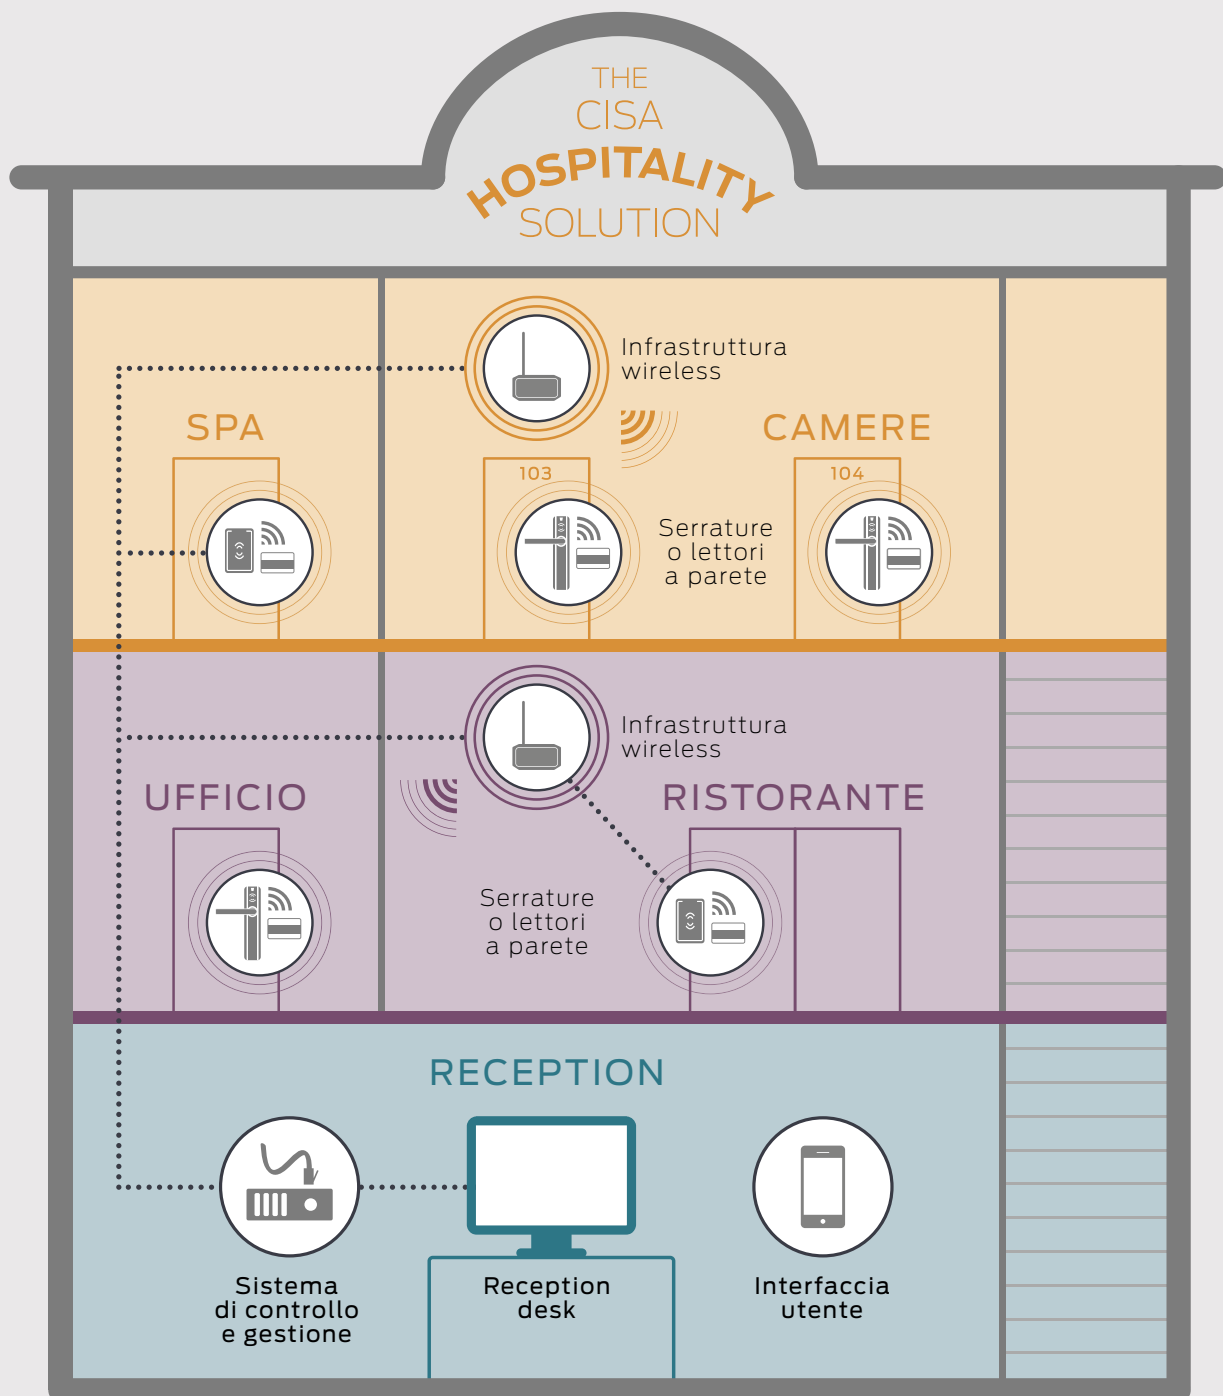 THE
CISA
HOSPITALITY
SOLUTION
Infrastruttura
wireless
SPA
CAMERE
103
104
Serrature
o lettori
a parete
Infrastruttura
wireless
UFFICIO
RISTORANTE
Serrature
o lettori
a parete
RECEPTION
Sistema
di controllo
e gestione
Reception
desk
Interfaccia
utente